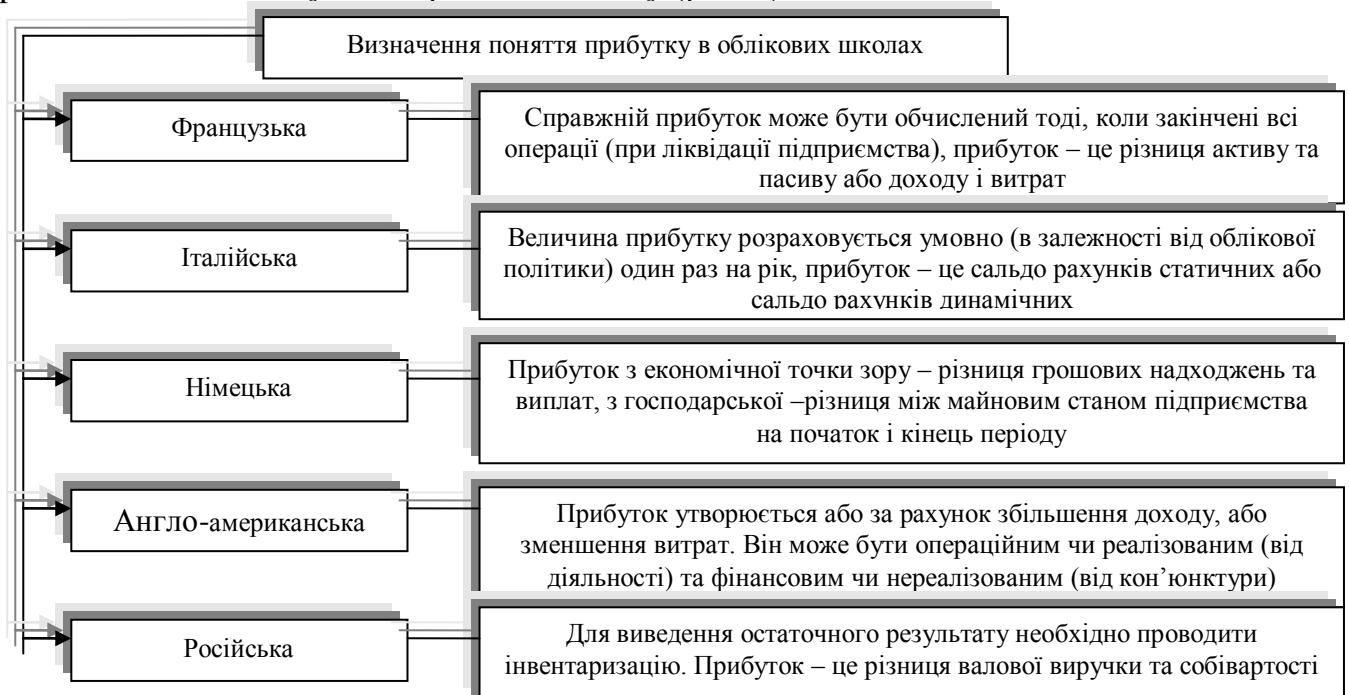 Визначення поняття прибутку в облікових школах
Французька
Справжній прибуток може бути обчислений тоді, коли закінчені всі
операції (при ліквідації підприємства), прибуток – це різниця активу та
пасиву або доходу і витрат
Італійська
Величина прибутку розраховується умовно (в залежності від облікової
політики) один раз на рік, прибуток – це сальдо рахунків статичних або
сальдо рахунків динамічних
Німецька
Прибуток з економічної точки зору – різниця грошових надходжень та
виплат, з господарської –різниця між майновим станом підприємства
на початок і кінець періоду
Англо-американська
Прибуток утворюється або за рахунок збільшення доходу, або
зменшення витрат. Він може бути операційним чи реалізованим (від
діяльності) та фінансовим чи нереалізованим (від кон’юнктури)
Російська
Для виведення остаточного результату необхідно проводити
інвентаризацію. Прибуток – це різниця валової виручки та собівартості